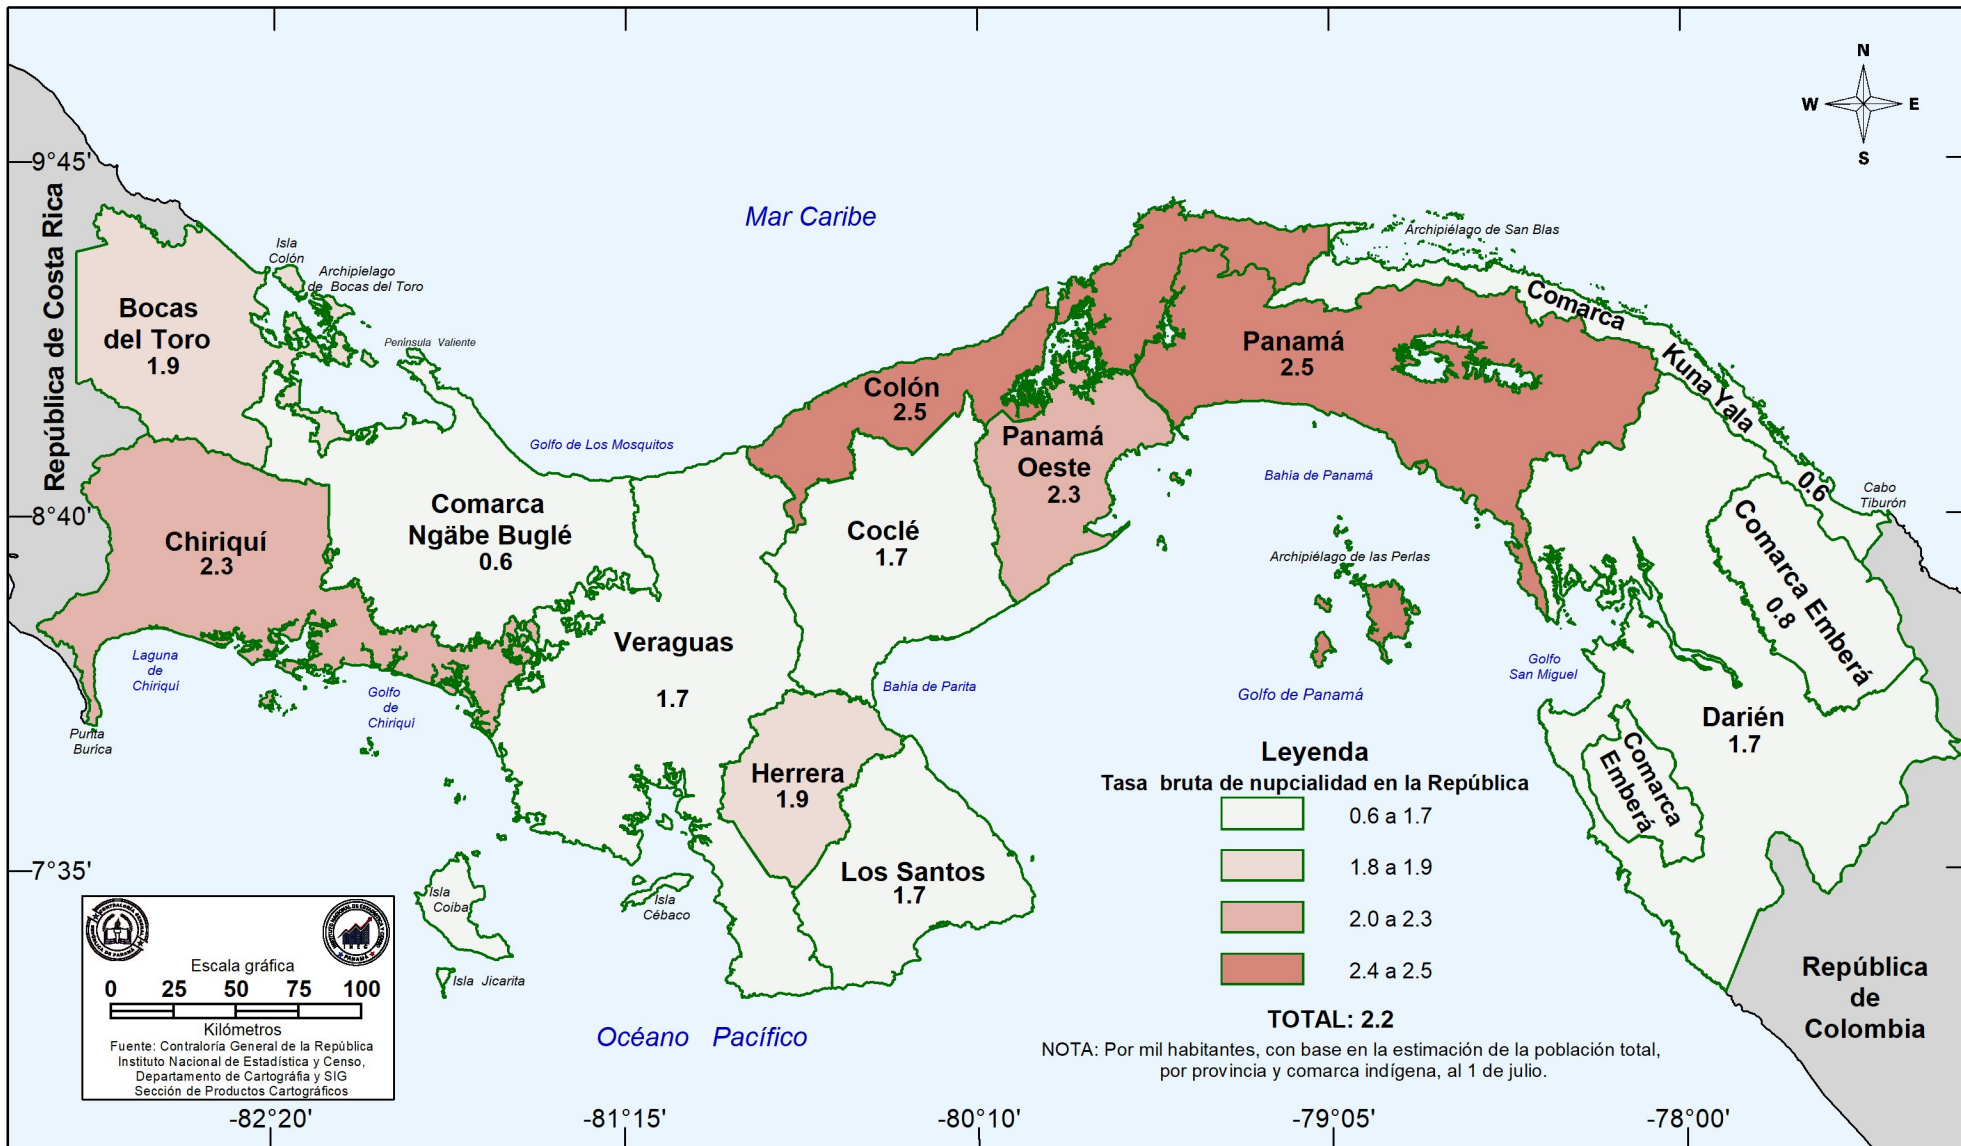 N
W E
S
9°45'
8°40'
7°35'
República de Costa Rica
Mar Caribe
Isla
Colón
Archipielago
de Bocas del Toro
Península Valiente
Bocas
del Toro
1.9
Golfo de Los Mosquitos
Chiriquí
2.3
Comarca
Ngäbe Buglé
0.6
Laguna
de
Chiriquí
Golfo
de
Chiriquí
Punta
Burica
Veraguas
1.7
Coclé
1.7
Colón
2.5
Panamá
Oeste
2.3
Panamá
2.5
Archipiélago de San Blas
Comarca
Kuna Yala
0.6
Cabo
Tiburón
Bahía de Panamá
Archipiélago de las Perlas
Golfo de Panamá
Golfo
San Miguel
Bahía de Parita
Comarca Emberá
0.8
Darién
1.7
Comarca
Emberá
Herrera
1.9
Los Santos
1.7
Isla
Coiba
Isla
Cébaco
Isla Jicarita
Océano Pacífico
República
de
Colombia
Leyenda
Tasa bruta de nupcialidad en la República
0.6 a 1.7
1.8 a 1.9
2.0 a 2.3
2.4 a 2.5
TOTAL: 2.2
NOTA: Por mil habitantes, con base en la estimación de la población total,
por provincia y comarca indígena, al 1 de julio.
Escala gráfica
0 25 50 75 100
Kilómetros
Fuente: Contraloría General de la República
Instituto Nacional de Estadística y Censo,
Departamento de Cartográfia y SIG
Sección de Productos Cartográficos
-82°20' -81°15' -80°10' -79°05' -78°00'